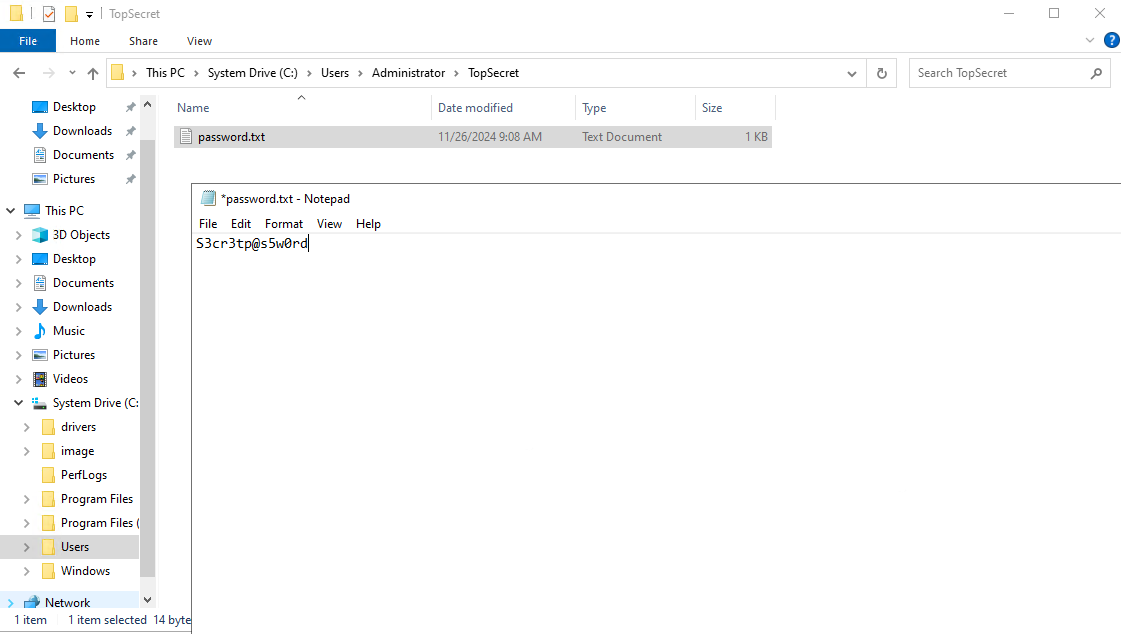 TopSecret
File Home Share View
This PC System Drive (C:) Users Administrator TopSecret
Search TopSecret
Name Date modified Type Size
password.txt 11/26/2024 9:08 AM Text Document 1 KB
Desktop
Downloads
Documents
Pictures
This PC
3D Objects
Desktop
Documents
Downloads
Music
Pictures
Videos
System Drive (C:
drivers
image
PerfLogs
Program Files
Program Files (
Users
Windows
Network
1 item 1 item selected 14 byte
*password.txt - Notepad
File Edit Format View Help
S3cr3tp@s5w0rd